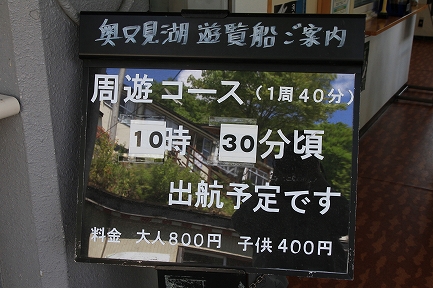 奥只見湖 遊覧船ご案内
周遊コース (1周40分)
10時 30分頃
出航予定です
料金 大人800円 子供400円